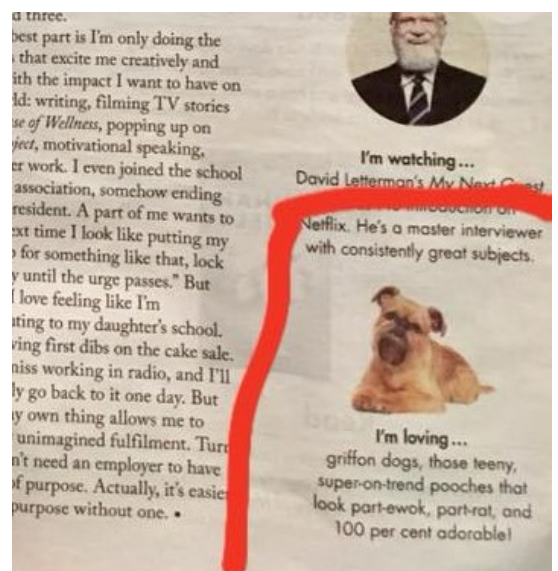 three.
best part is I'm only doing the
that excite me creatively and
ith the impact I want to have on
ld: writing, filming TV stories
se of Wellness, popping up on
ject, motivational speaking,
er work. I even joined the school
association, somehow ending
resident. A part of me wants to
ext time I look like putting my
for something like that, lock
y until the urge passes." But
I love feeling like I'm
uting to my daughter's school.
ving first dibs on the cake sale.
miss working in radio, and I'll
ly go back to it one day. But
y own thing allows me to
unimagined fulfilment. Turn
n't need an employer to have
of purpose. Actually, it's easie
purpose without one. •
I'm watching...
David Letterman's My Next Guest
Introduction on
Netflix. He's a master interviewer
with consistently great subjects.
I'm loving...
griffon dogs, those teeny,
super-on-trend pooches that
look part-ewok, part-rat, and
100 per cent adorable!